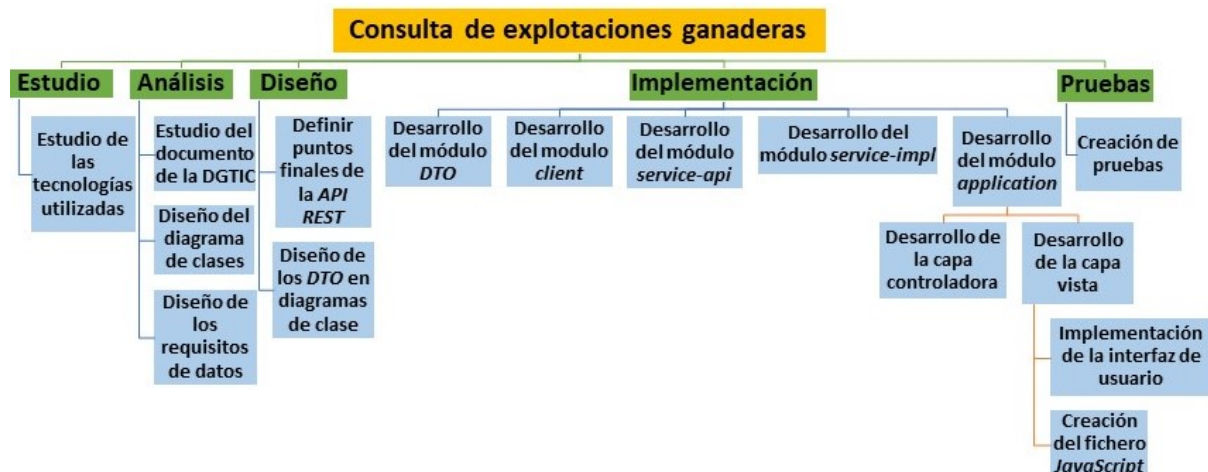 Consulta de explotaciones ganaderas
Estudio
Estudio de
las
tecnologías
utilizadas
Análisis
Estudio del
documento
de la DGTIC
Diseño del
diagrama
de clases
Diseño de
los
requisitos
de datos
Diseño
Definir
puntos
finales de
la API
REST
Diseño de
los DTO en
diagramas
de clase
Implementación
Desarrollo
del módulo
DTO
Desarrollo
del modulo
client
Desarrollo
del módulo
service-api
Desarrollo del
módulo service-impl
Desarrollo
del módulo
application
Desarrollo de
la capa
controladora
Desarrollo
de la capa
vista
Implementación
de la interfaz de
usuario
Creación
del fichero
JavaScript
Pruebas
Creación de
pruebas